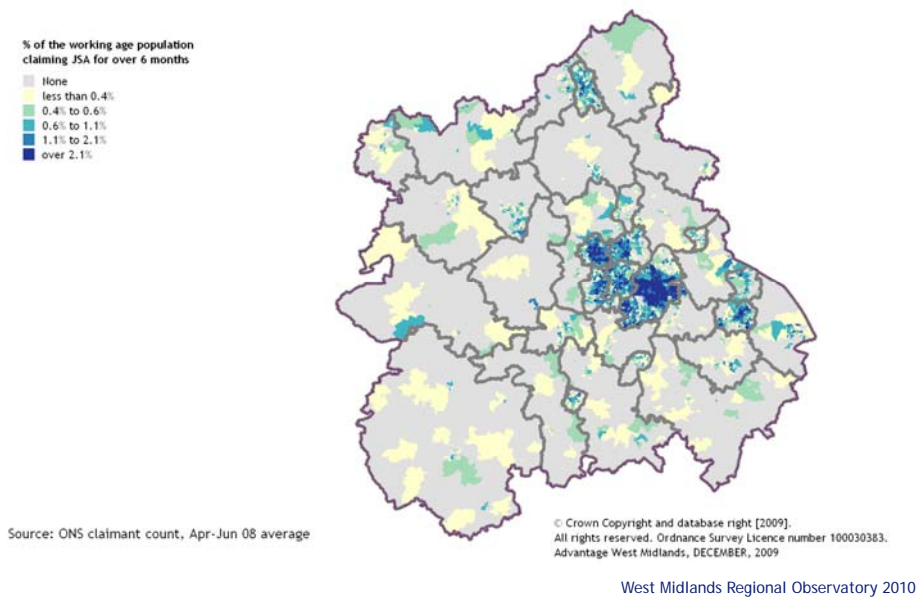 % of the working age population
claiming JSA for over 6 months
None
less than 0.4%
0.4% to 0.6%
0.6% to 1.1%
1.1% to 2.1%
over 2.1%
Source: ONS claimant count, Apr-Jun 08 average
© Crown Copyright and database right [2009].
All rights reserved. Ordnance Survey Licence number 100030383.
Advantage West Midlands, DECEMBER, 2009
West Midlands Regional Observatory 2010